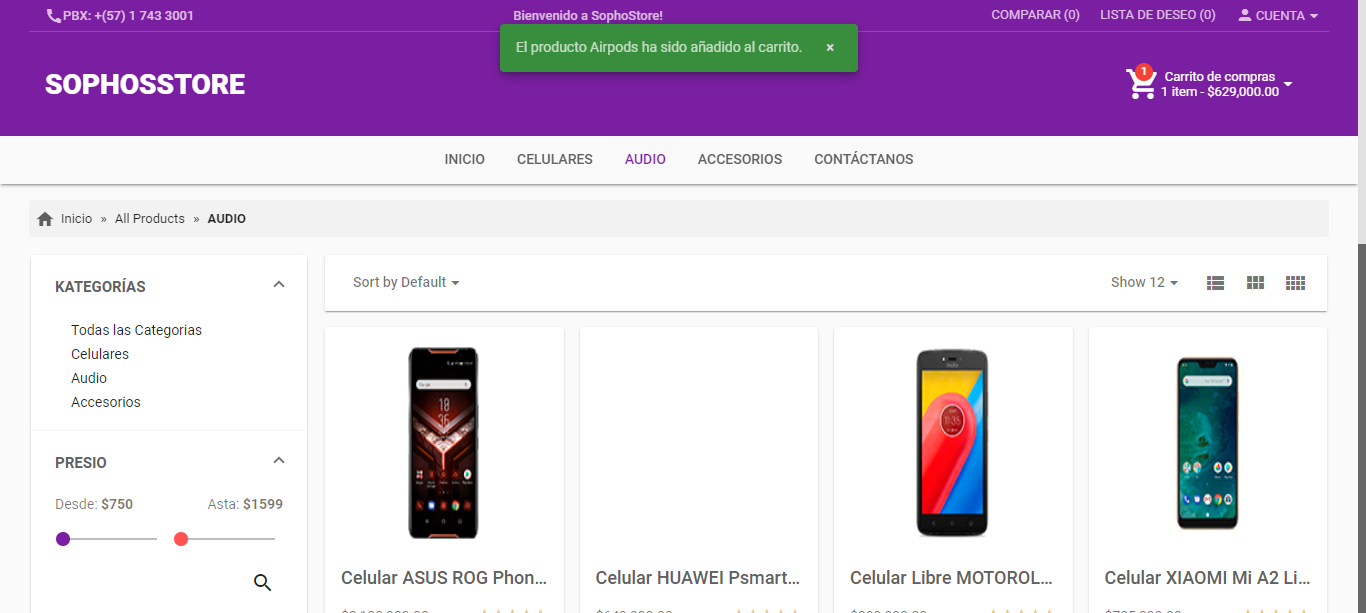 PBX: +(57) 1 743 3001
Bienvenido a SophoStore!
COMPARAR (0)
LISTA DE DESEO (0)
CUENTA
El producto Airpods ha sido añadido al carrito. ×
SOPHOSSTORE
1
Carrito de compras
1 item - $629,000.00
INICIO CELULARES AUDIO ACCESORIOS CONTÁCTANOS
Inicio » All Products » AUDIO
KATEGORÍAS
Todas las Categorias
Celulares
Audio
Accesorios
PRESIO
Desde: $750
Asta: $1599
Sort by Default
Show 12
Celular ASUS ROG Phon...
Celular HUAWEI Psmart...
Celular Libre MOTOROL...
Celular XIAOMI Mi A2 Li...